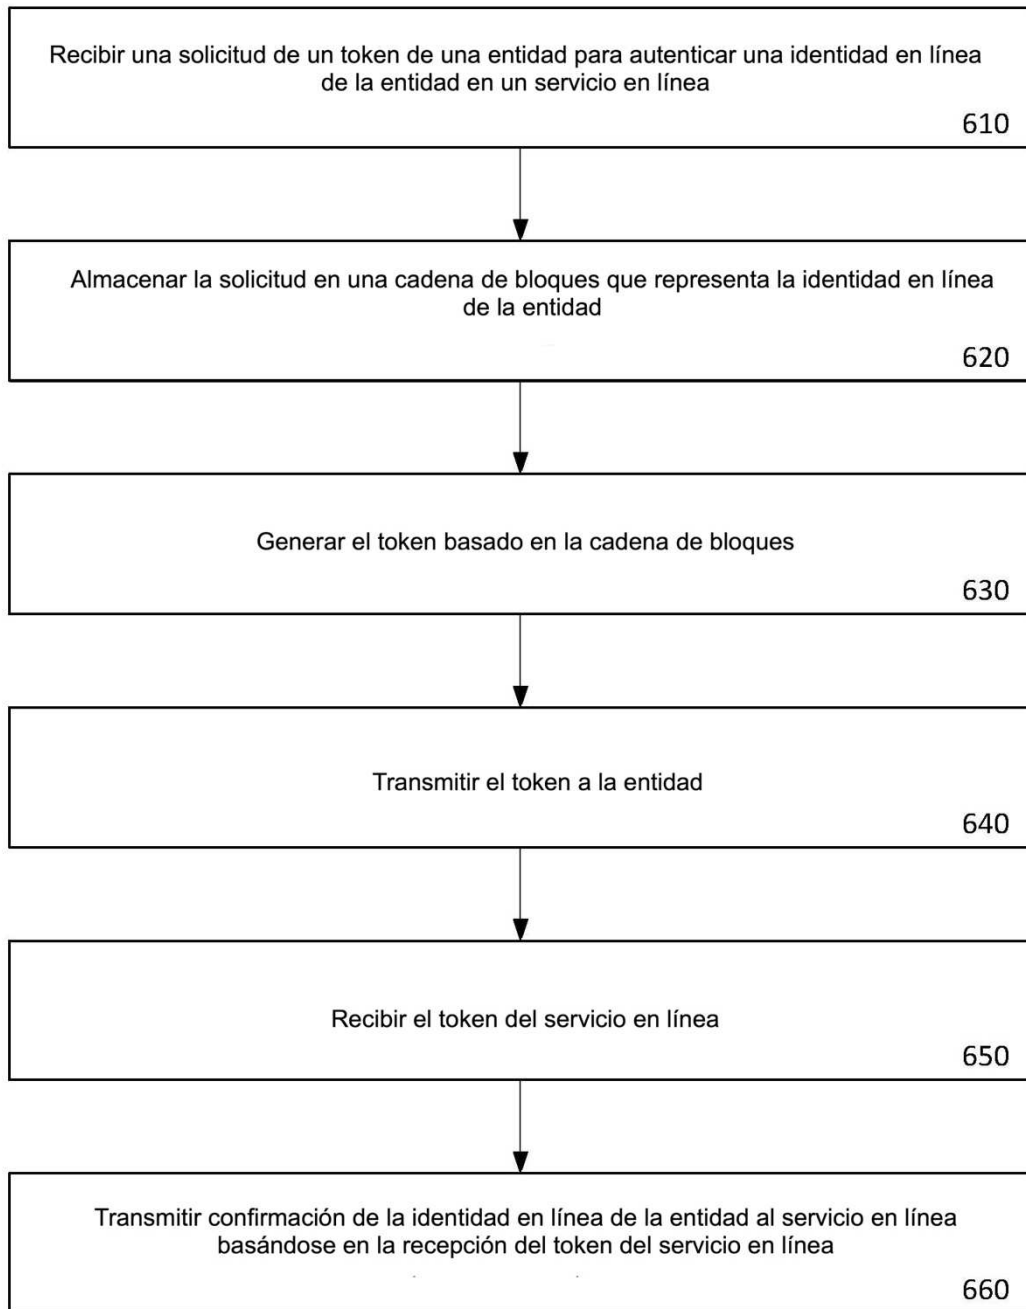 Recibir una solicitud de un token de una entidad para autenticar una identidad en línea
de la entidad en un servicio en línea
610
Almacenar la solicitud en una cadena de bloques que representa la identidad en línea
de la entidad
620
Generar el token basado en la cadena de bloques
630
Transmitir el token a la entidad
640
Recibir el token del servicio en línea
650
Transmitir confirmación de la identidad en línea de la entidad al servicio en línea
basándose en la recepción del token del servicio en línea
660